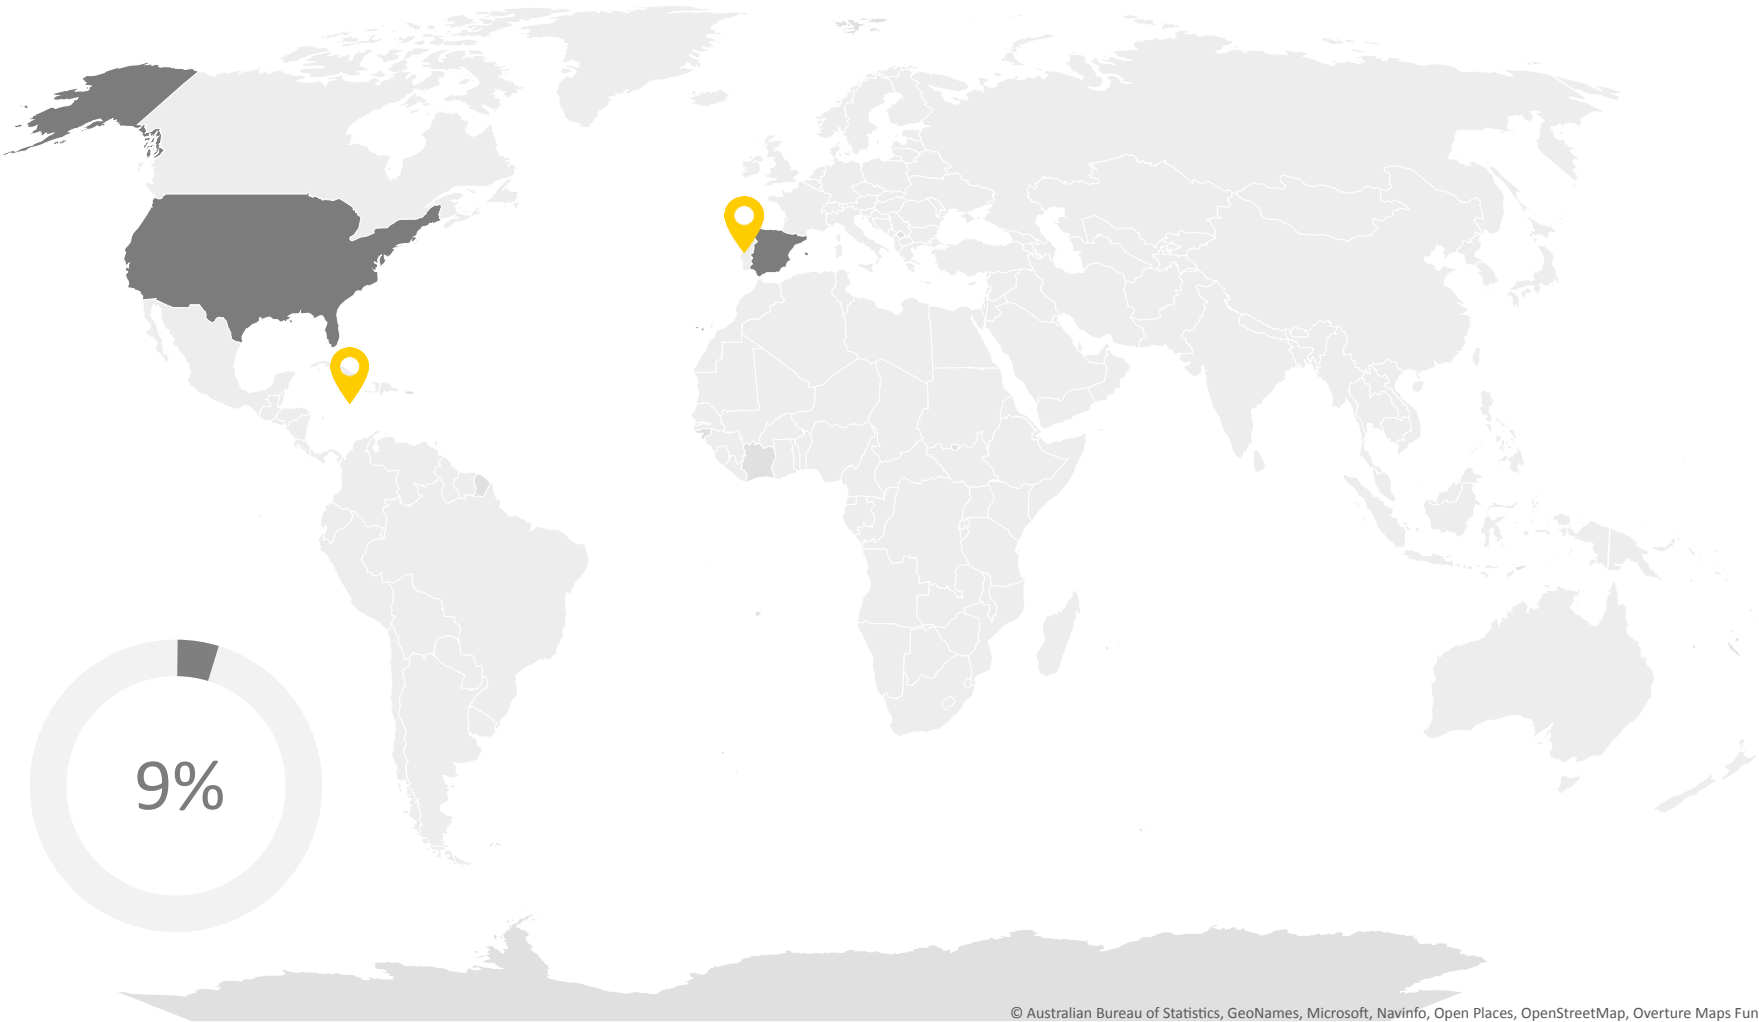 9%
© Australian Bureau of Statistics, GeoNames, Microsoft, Navinfo, Open Places, OpenStreetMap, Overture Maps Fun